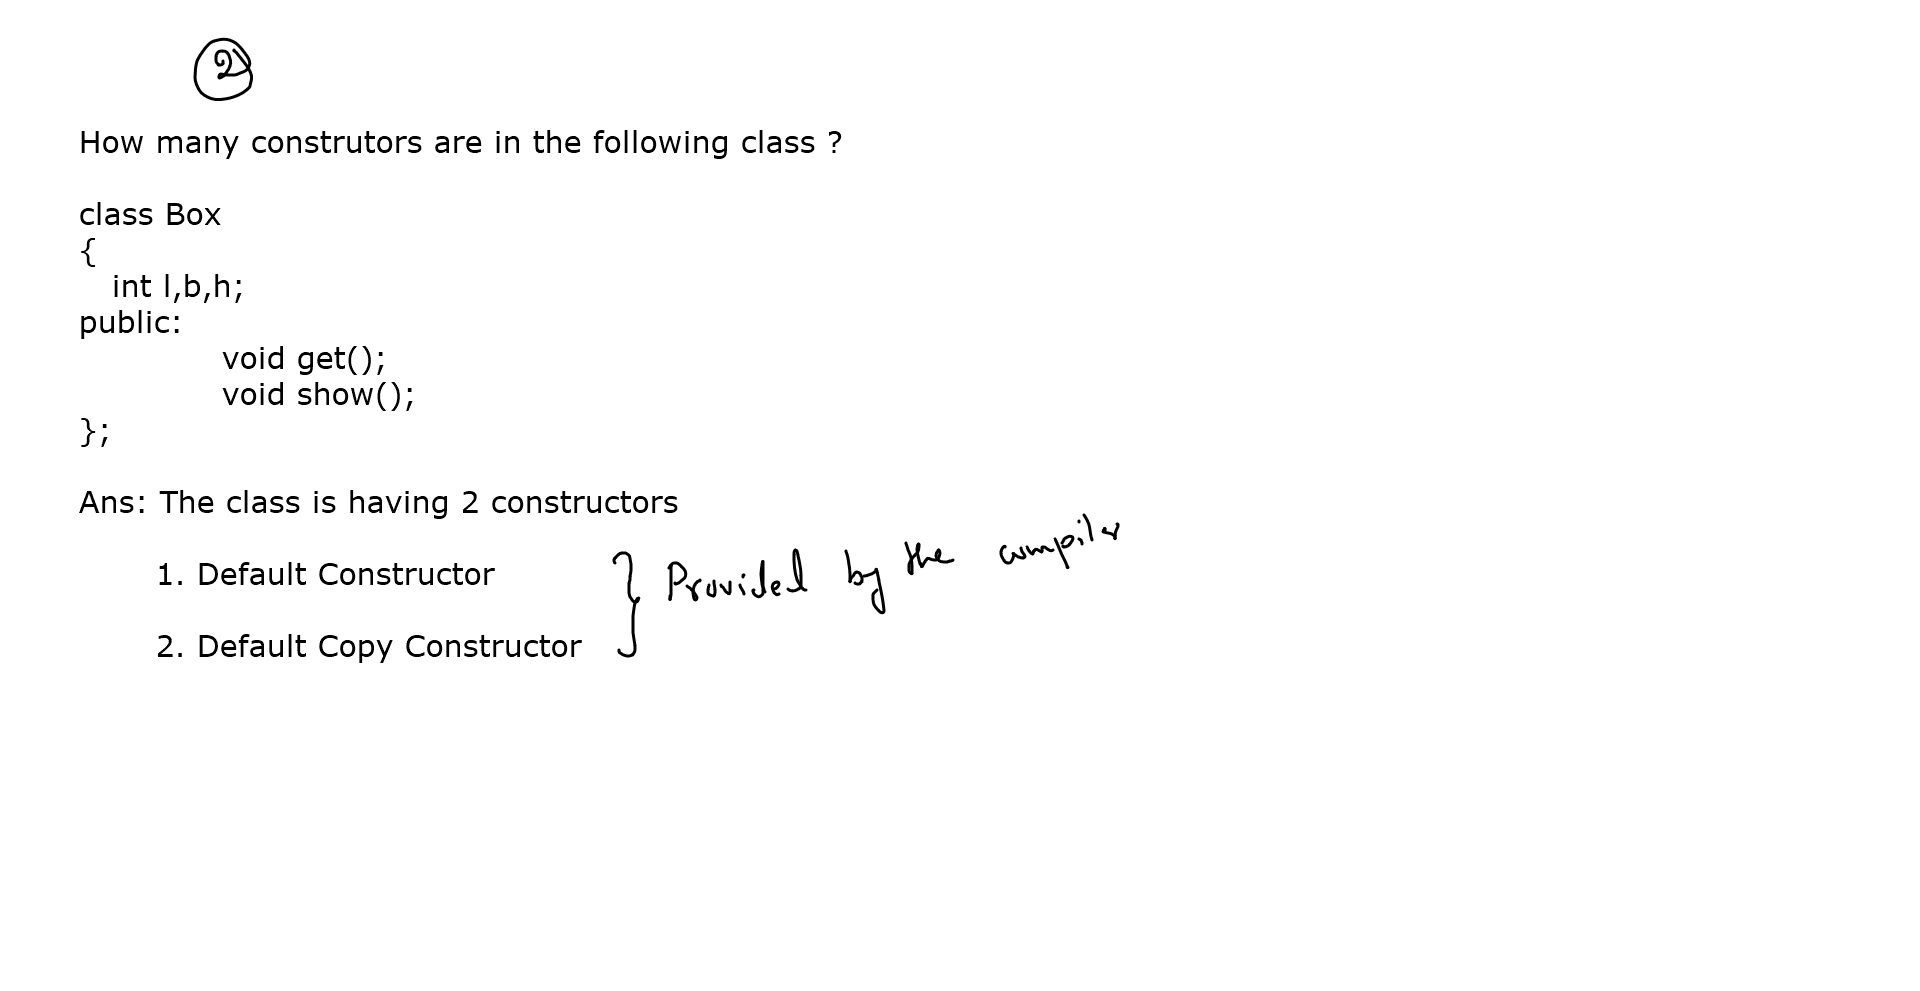 2
How many construtors are in the following class ?
class Box
{
int l,b,h;
public:
void get();
void show();
};
Ans: The class is having 2 constructors
1. Default Constructor
2. Default Copy Constructor
} Provided by the compiler